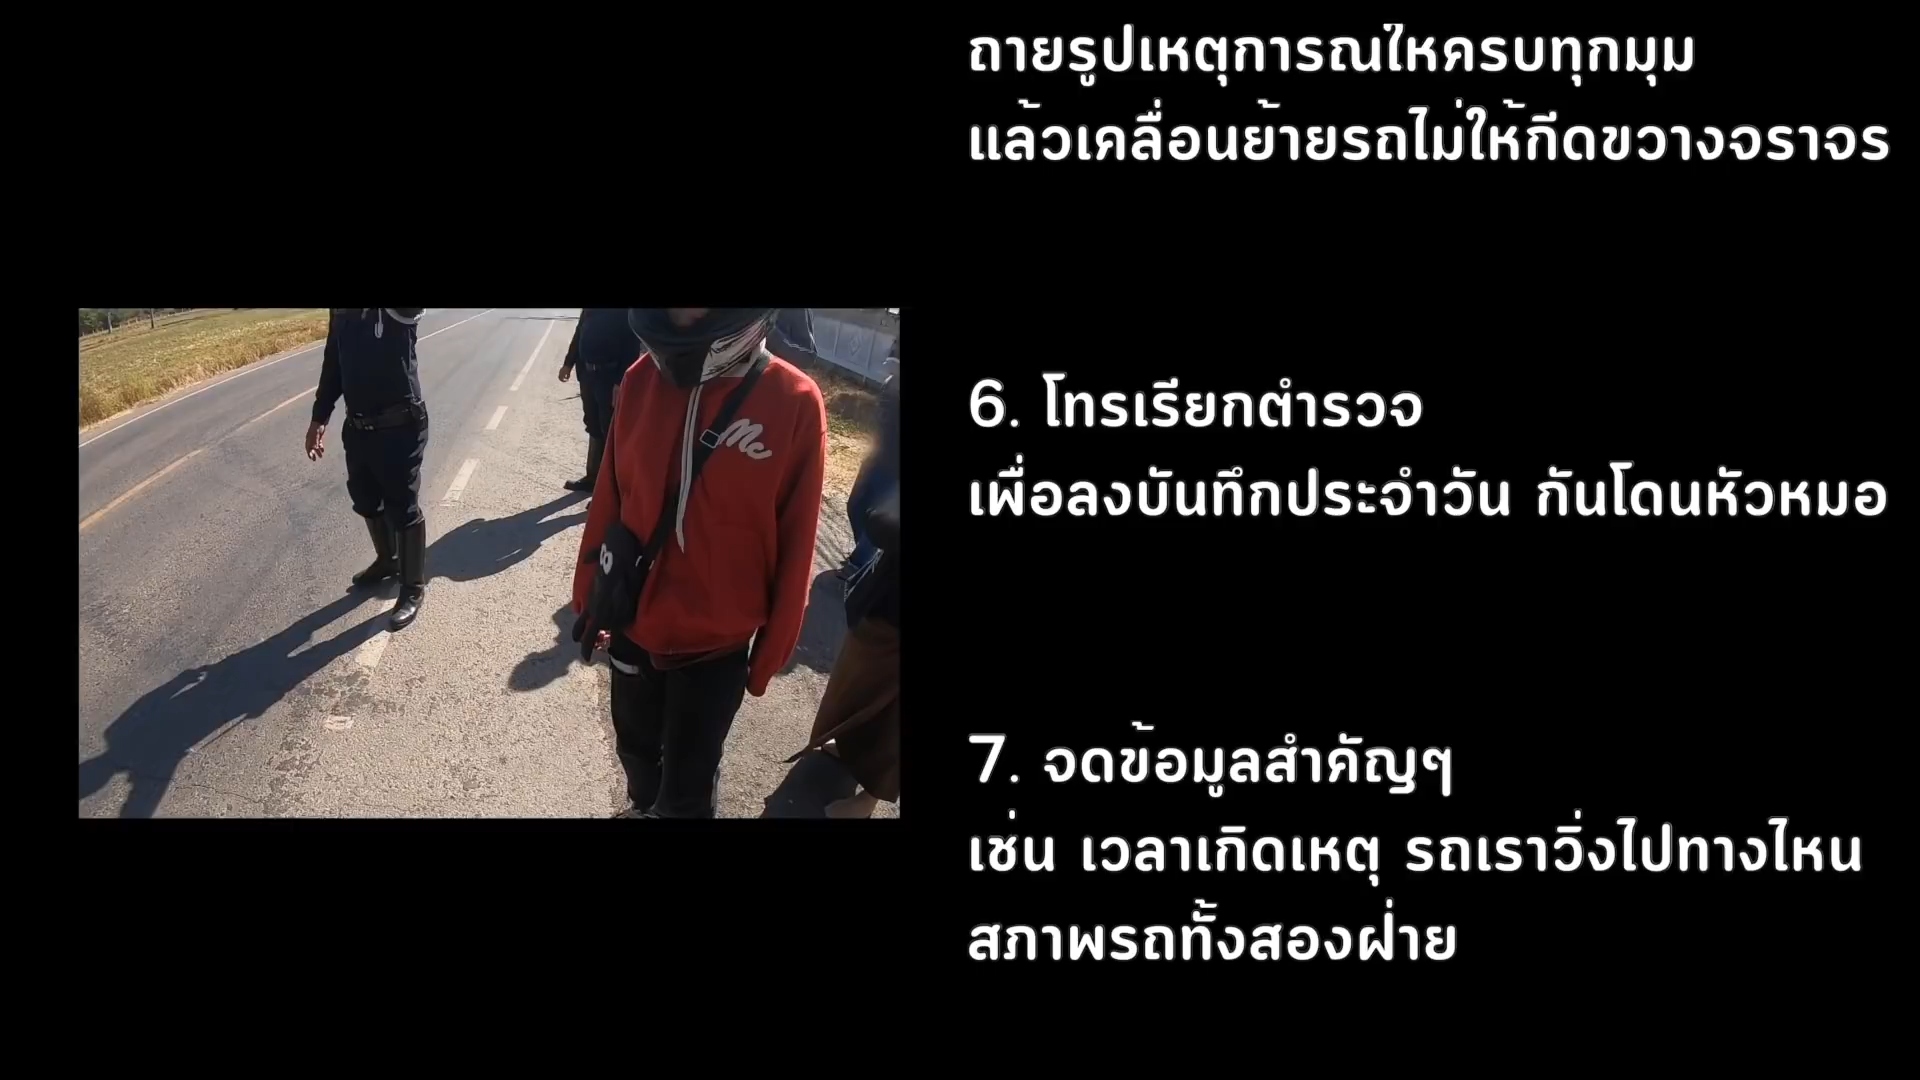 ถ่ายรูปเหตุการณ์ให้ครบทุกมุม
แล้วเคลื่อนย้ายรถไม่ให้กีดขวางจราจร
6. โทรเรียกตำรวจ
เพื่อลงบันทึกประจำวัน กันโดนหัวหมอ
7. จดข้อมูลสำคัญๆ
เช่น เวลาเกิดเหตุ รถเราวิ่งไปทางไหน
สภาพรถทั้งสองฝ่าย
Mc